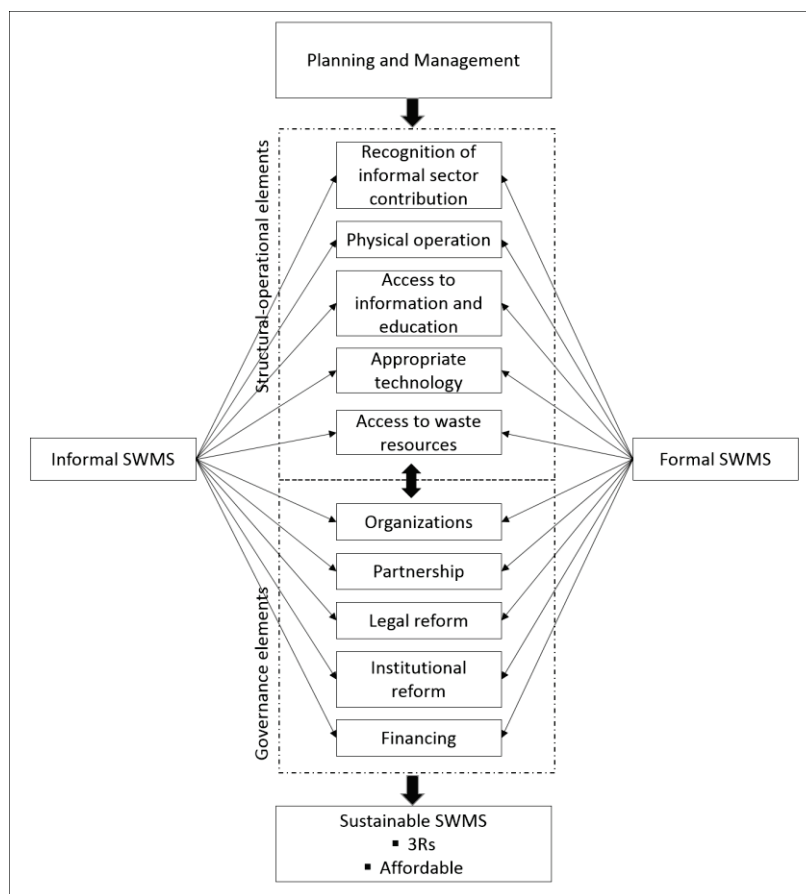 Planning and Management
Structural-operational elements
Recognition of
informal sector
contribution
Physical operation
Access to
information and
education
Appropriate
technology
Access to waste
resources
Informal SWMS
Formal SWMS
Governance elements
Organizations
Partnership
Legal reform
Institutional
reform
Financing
Sustainable SWMS
▪ 3Rs
▪ Affordable